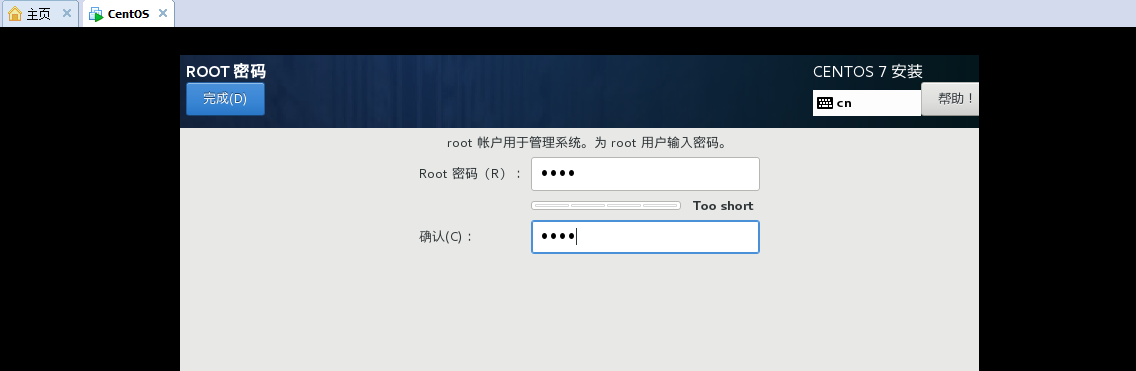 主页 CentOS
ROOT 密码 CENTOS 7 安装
完成(D) cn 帮助！
root 帐户用于管理系统。为 root 用户输入密码。
Root 密码（R）： ••••
Too short
确认(C)： ••••